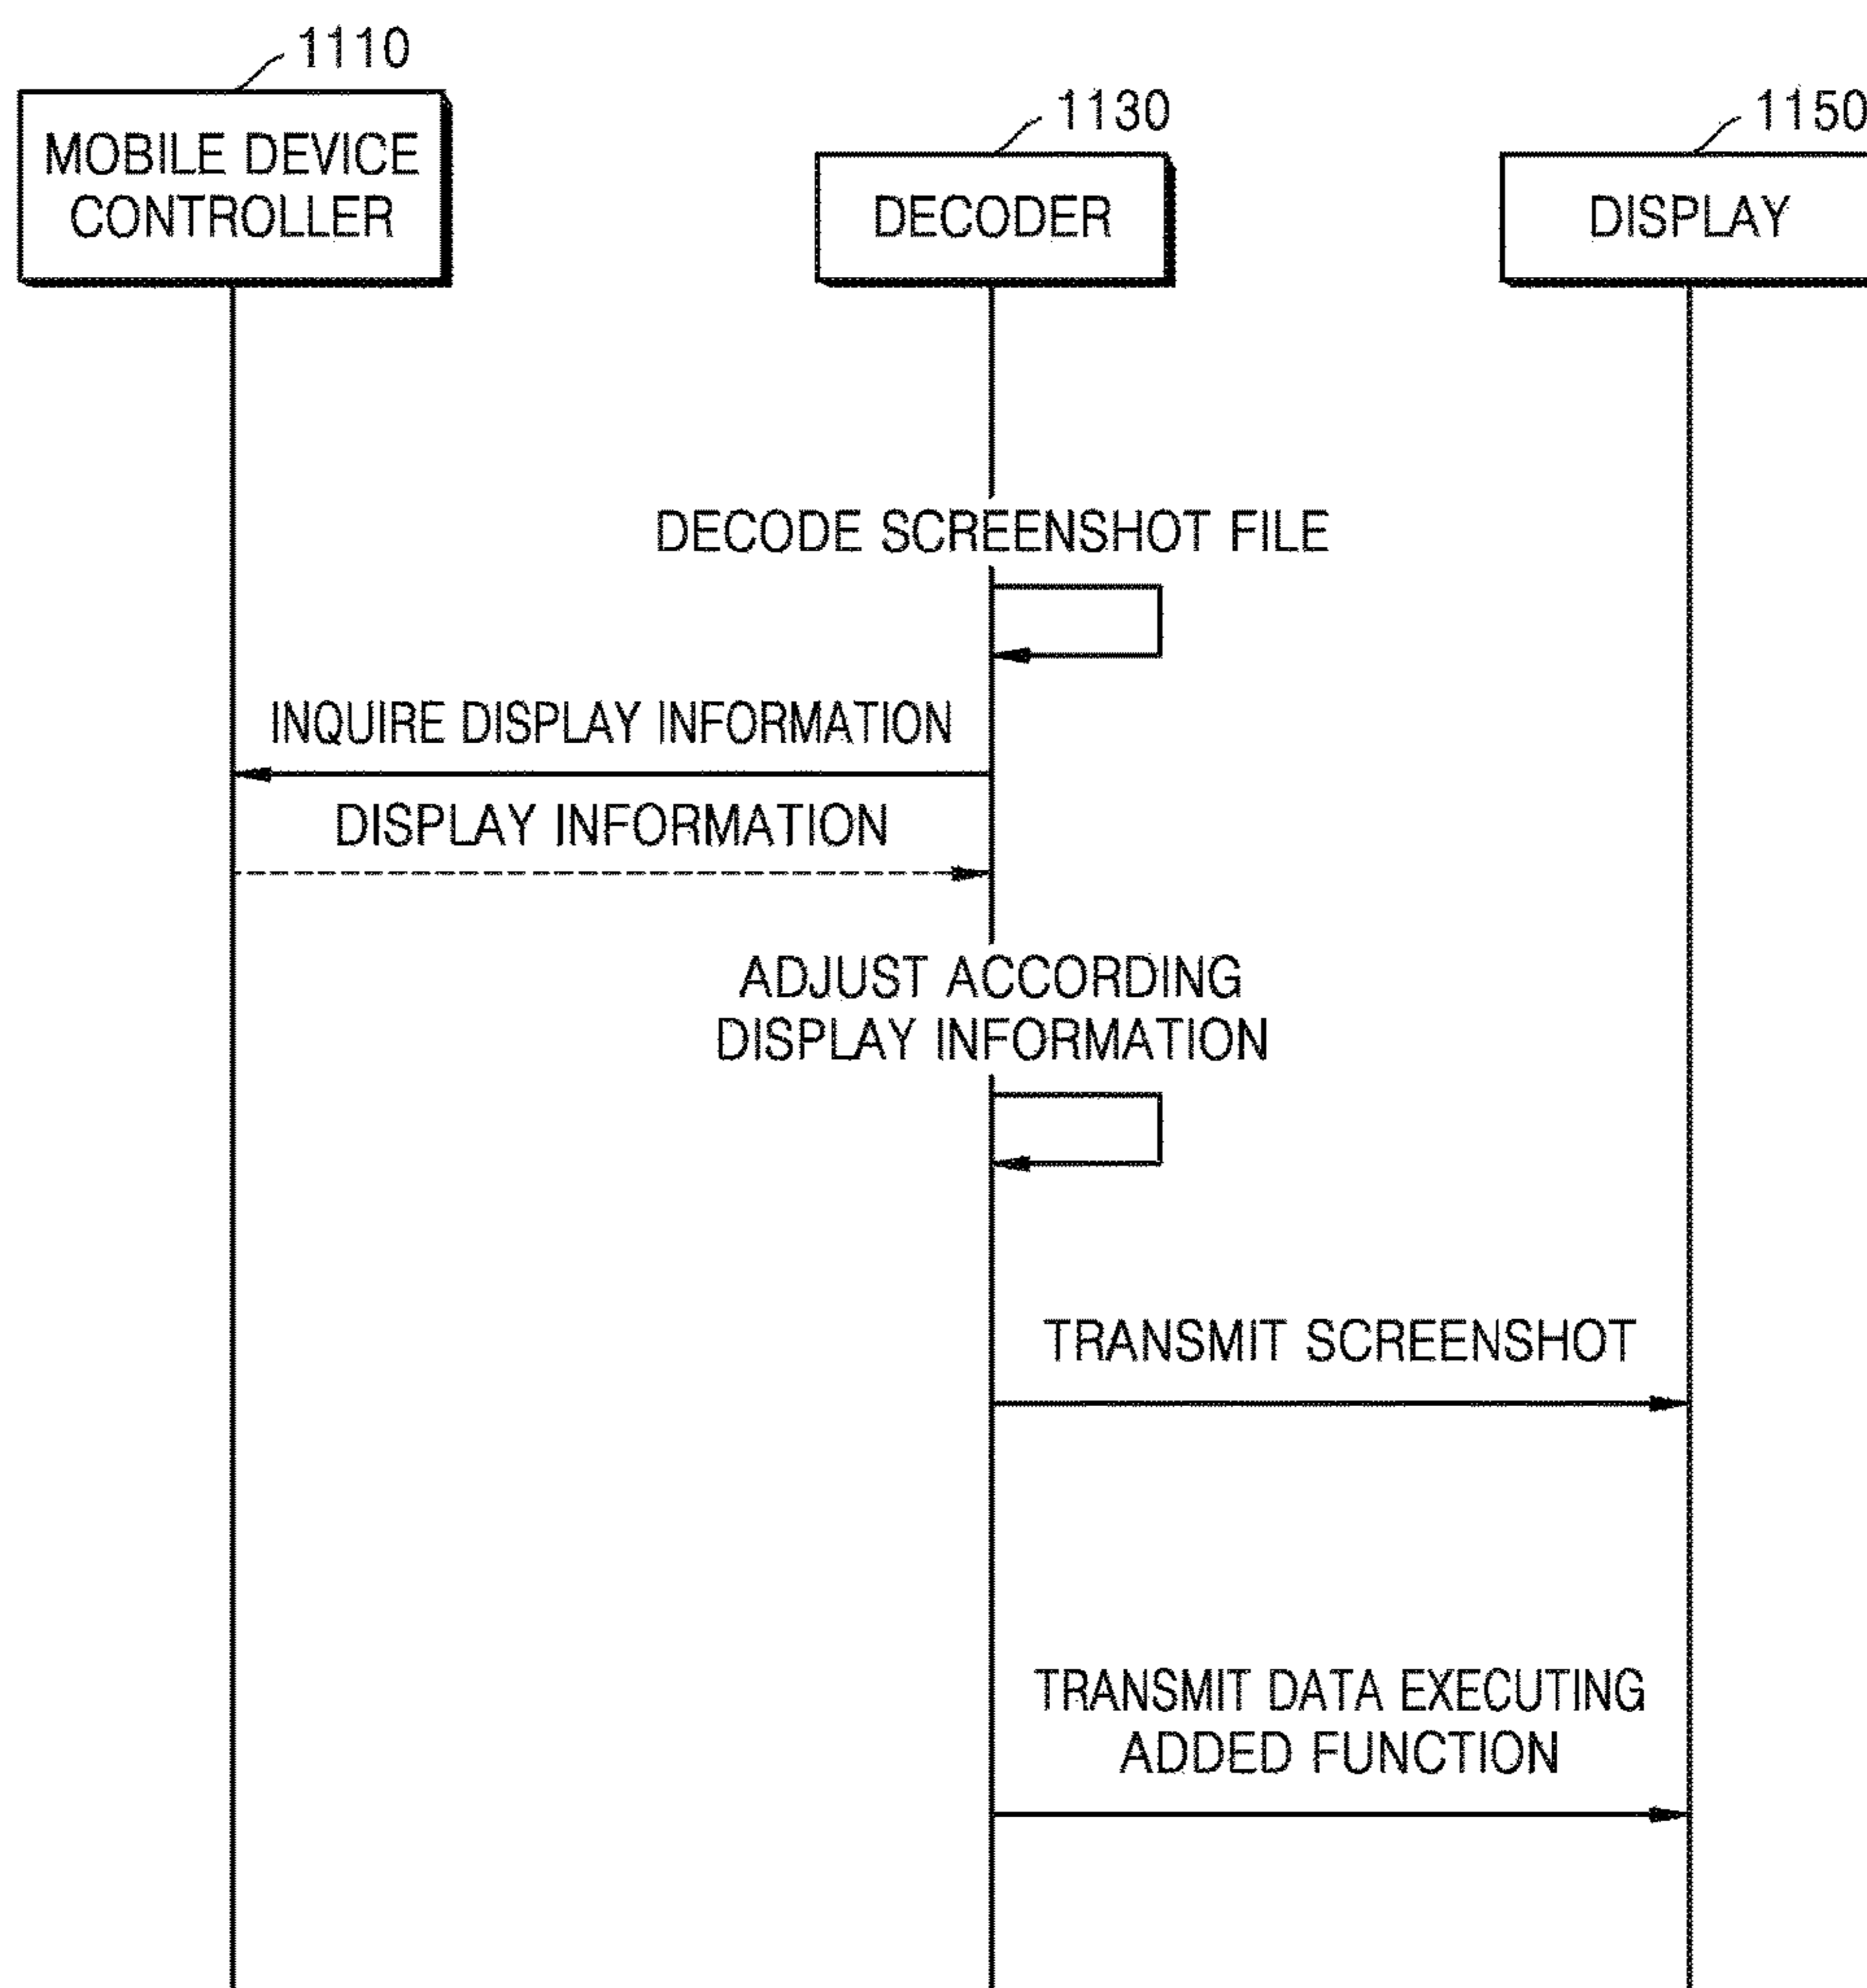 1110
MOBILE DEVICE
CONTROLLER
1130
DECODER
1150
DISPLAY
DECODE SCREENSHOT FILE
INQUIRE DISPLAY INFORMATION
DISPLAY INFORMATION
ADJUST ACCORDING
DISPLAY INFORMATION
TRANSMIT SCREENSHOT
TRANSMIT DATA EXECUTING
ADDED FUNCTION